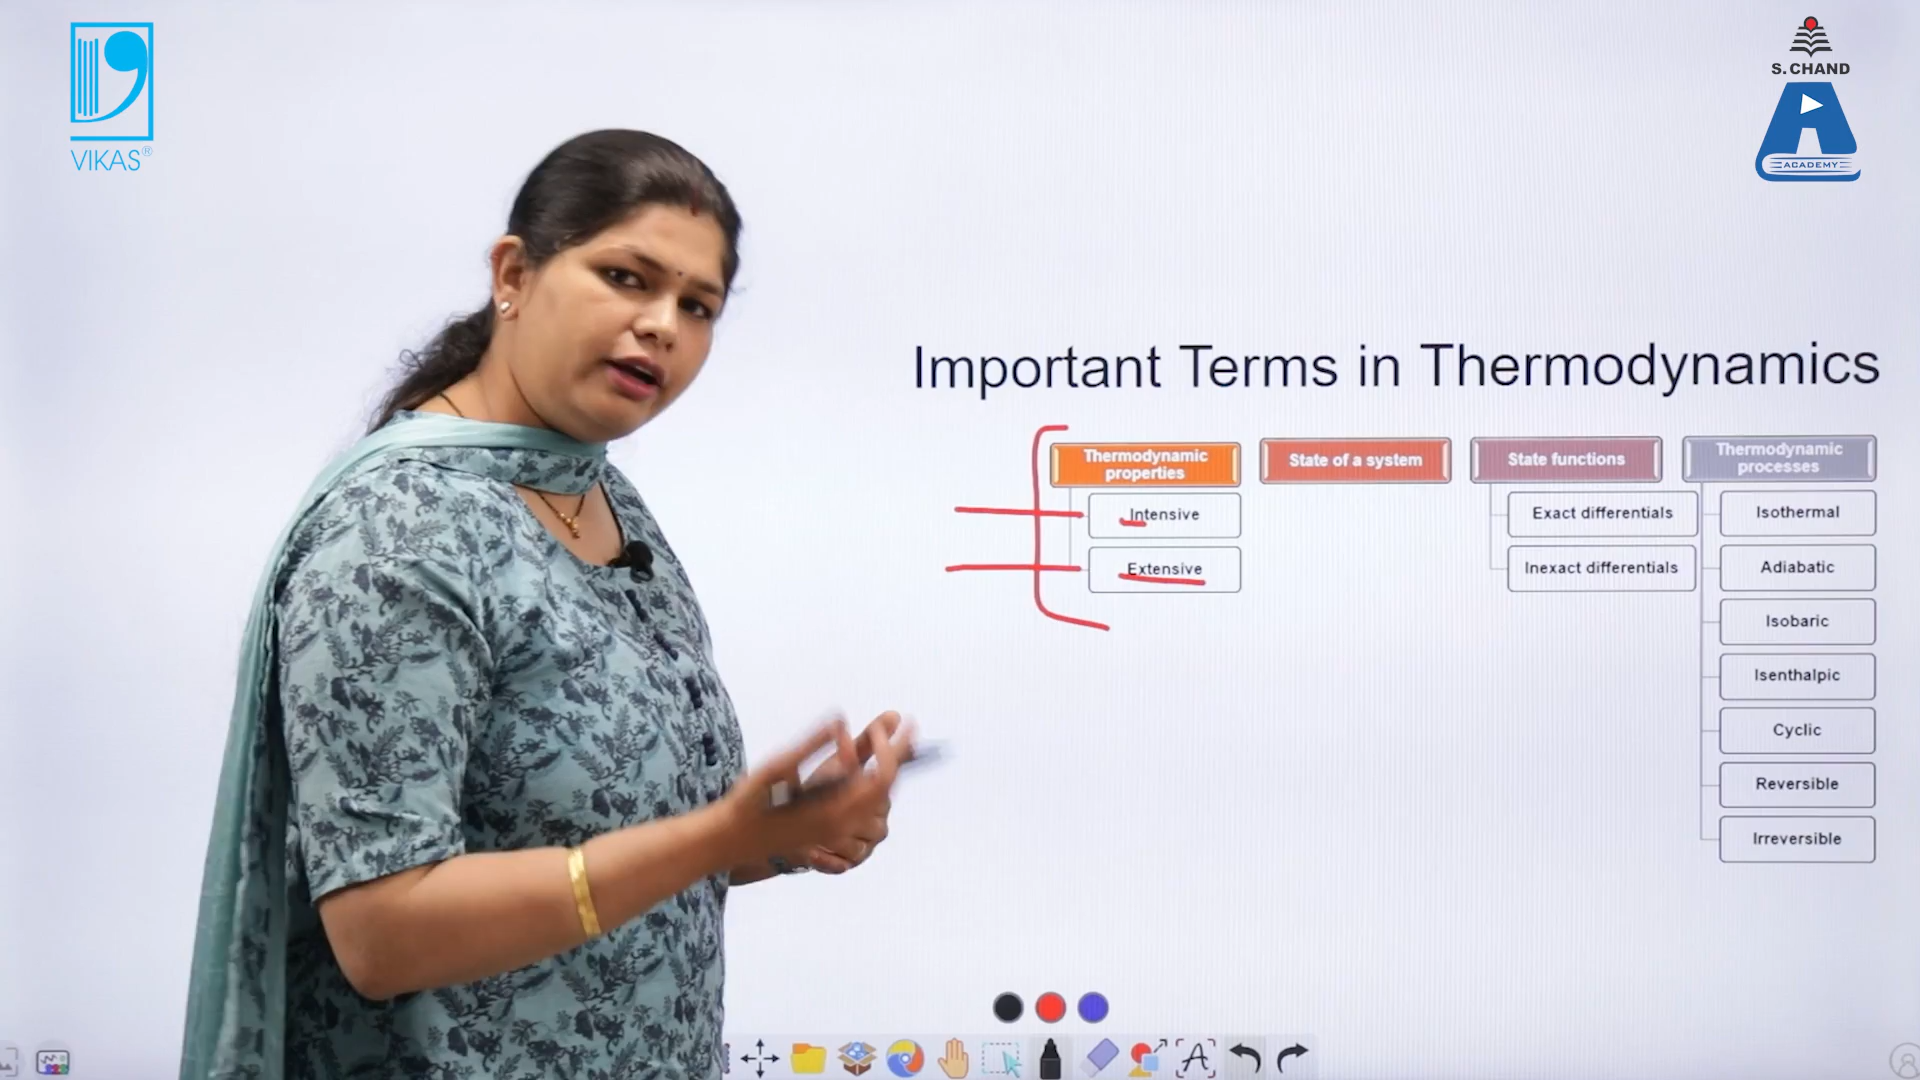 VIKAS®
S. CHAND
ACADEMY
Important Terms in Thermodynamics
Thermodynamic
properties
Intensive
Extensive
State of a system
State functions
Exact differentials
Inexact differentials
Thermodynamic
processes
Isothermal
Adiabatic
Isobaric
Isenthalpic
Cyclic
Reversible
Irreversible
A